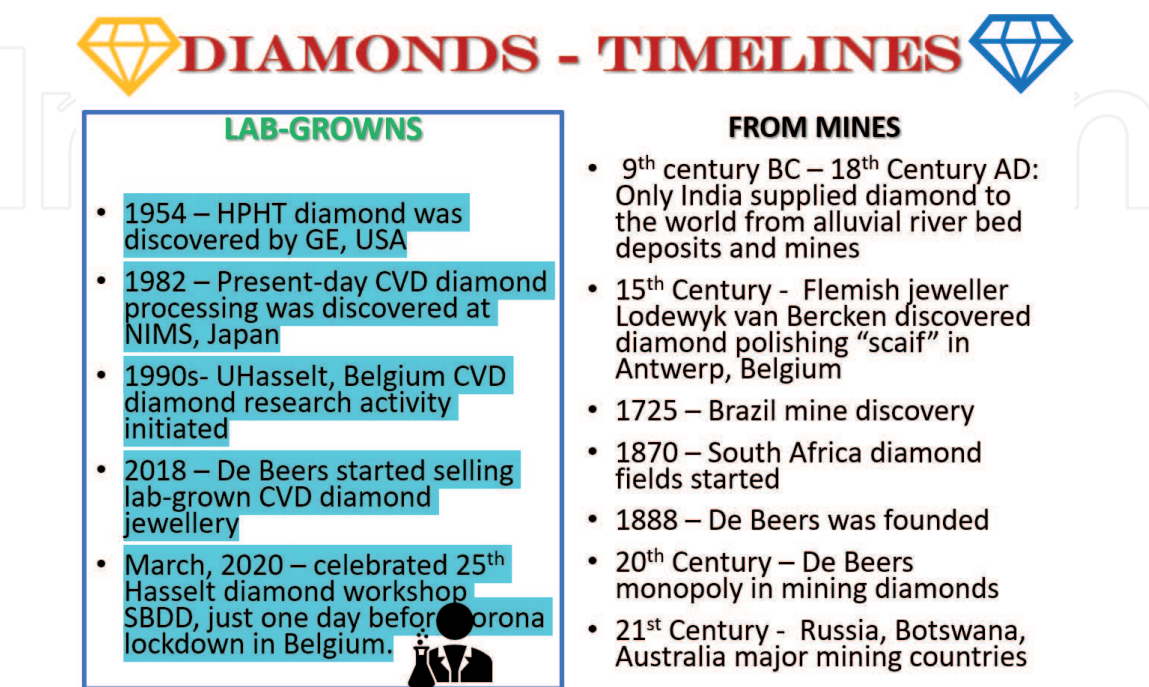 DIAMONDS - TIMELINES
LAB-GROWNS
• 1954 – HPHT diamond was
discovered by GE, USA
• 1982 – Present-day CVD diamond
processing was discovered at
NIMS, Japan
• 1990s- UHasselt, Belgium CVD
diamond research activity
initiated
• 2018 – De Beers started selling
lab-grown CVD diamond
jewellery
• March, 2020 – celebrated 25th
Hasselt diamond workshop
SBDD, just one day before orona
lockdown in Belgium.
FROM MINES
• 9th century BC – 18th Century AD:
Only India supplied diamond to
the world from alluvial river bed
deposits and mines
• 15th Century - Flemish jeweller
Lodewyk van Bercken discovered
diamond polishing “scaif” in
Antwerp, Belgium
• 1725 – Brazil mine discovery
• 1870 – South Africa diamond
fields started
• 1888 – De Beers was founded
• 20th Century – De Beers
monopoly in mining diamonds
• 21st Century - Russia, Botswana,
Australia major mining countries